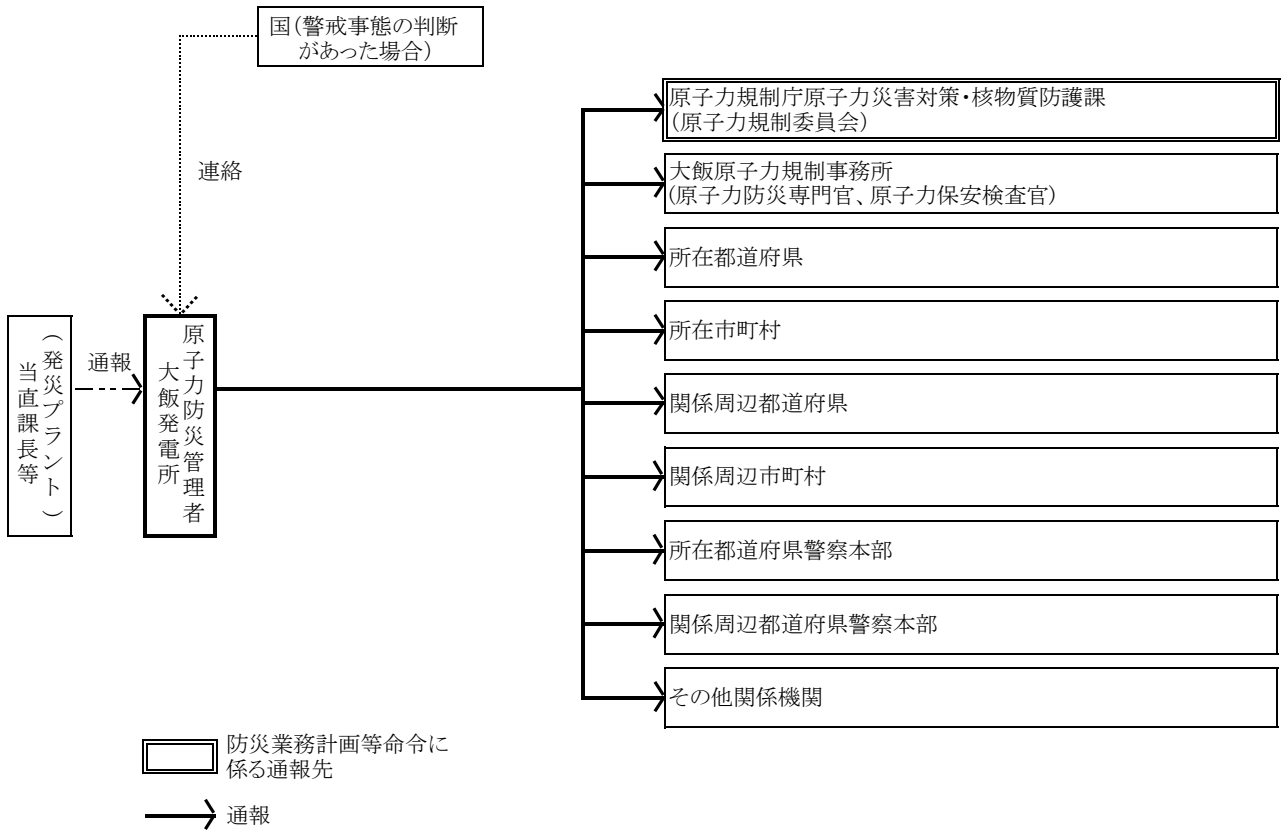 国（警戒事態の判断
があった場合）
連絡
（発災プラント）
当直課長等
通報
原子力防災管理者
大飯発電所
原子力規制庁原子力災害対策・核物質防護課
（原子力規制委員会）
大飯原子力規制事務所
（原子力防災専門官、原子力保安検査官）
所在都道府県
所在市町村
関係周辺都道府県
関係周辺市町村
所在都道府県警察本部
関係周辺都道府県警察本部
その他関係機関
防災業務計画等命令に
係る通報先
通報